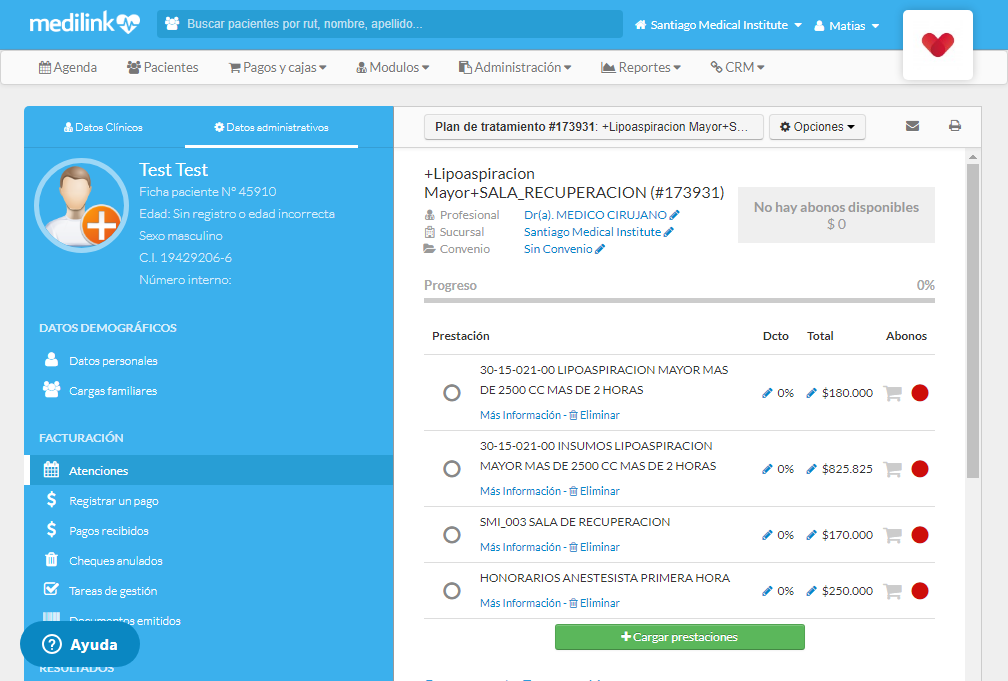 medilink
Buscar pacientes por rut, nombre, apellido...
Santiago Medical Institute
Matias
Agenda
Pacientes
Pagos y cajas
Modulos
Administración
Reportes
CRM
Datos Clínicos
Datos administrativos
Test Test
Ficha paciente N° 45910
Edad: Sin registro o edad incorrecta
Sexo masculino
C.I. 19429206-6
Número interno:
DATOS DEMOGRÁFICOS
Datos personales
Cargas familiares
FACTURACIÓN
Atenciones
Registrar un pago
Pagos recibidos
Cheques anulados
Tareas de gestión
Documentos emitidos
Ayuda
RESULTADOS
Plan de tratamiento #173931: +Lipoaspiracion Mayor+S...
Opciones
+Lipoaspiracion
Mayor+SALA_RECUPERACION (#173931)
Profesional Dr(a). MEDICO CIRUJANO
Sucursal Santiago Medical Institute
Convenio Sin Convenio
No hay abonos disponibles
$ 0
Progreso 0%
Prestación Dcto Total Abonos
30-15-021-00 LIPOASPIRACION MAYOR MAS
DE 2500 CC MAS DE 2 HORAS
0% $180.000
Más Información - Eliminar
30-15-021-00 INSUMOS LIPOASPIRACION
MAYOR MAS DE 2500 CC MAS DE 2 HORAS
0% $825.825
Más Información - Eliminar
SMI_003 SALA DE RECUPERACION
0% $170.000
Más Información - Eliminar
HONORARIOS ANESTESISTA PRIMERA HORA
0% $250.000
Más Información - Eliminar
+Cargar prestaciones